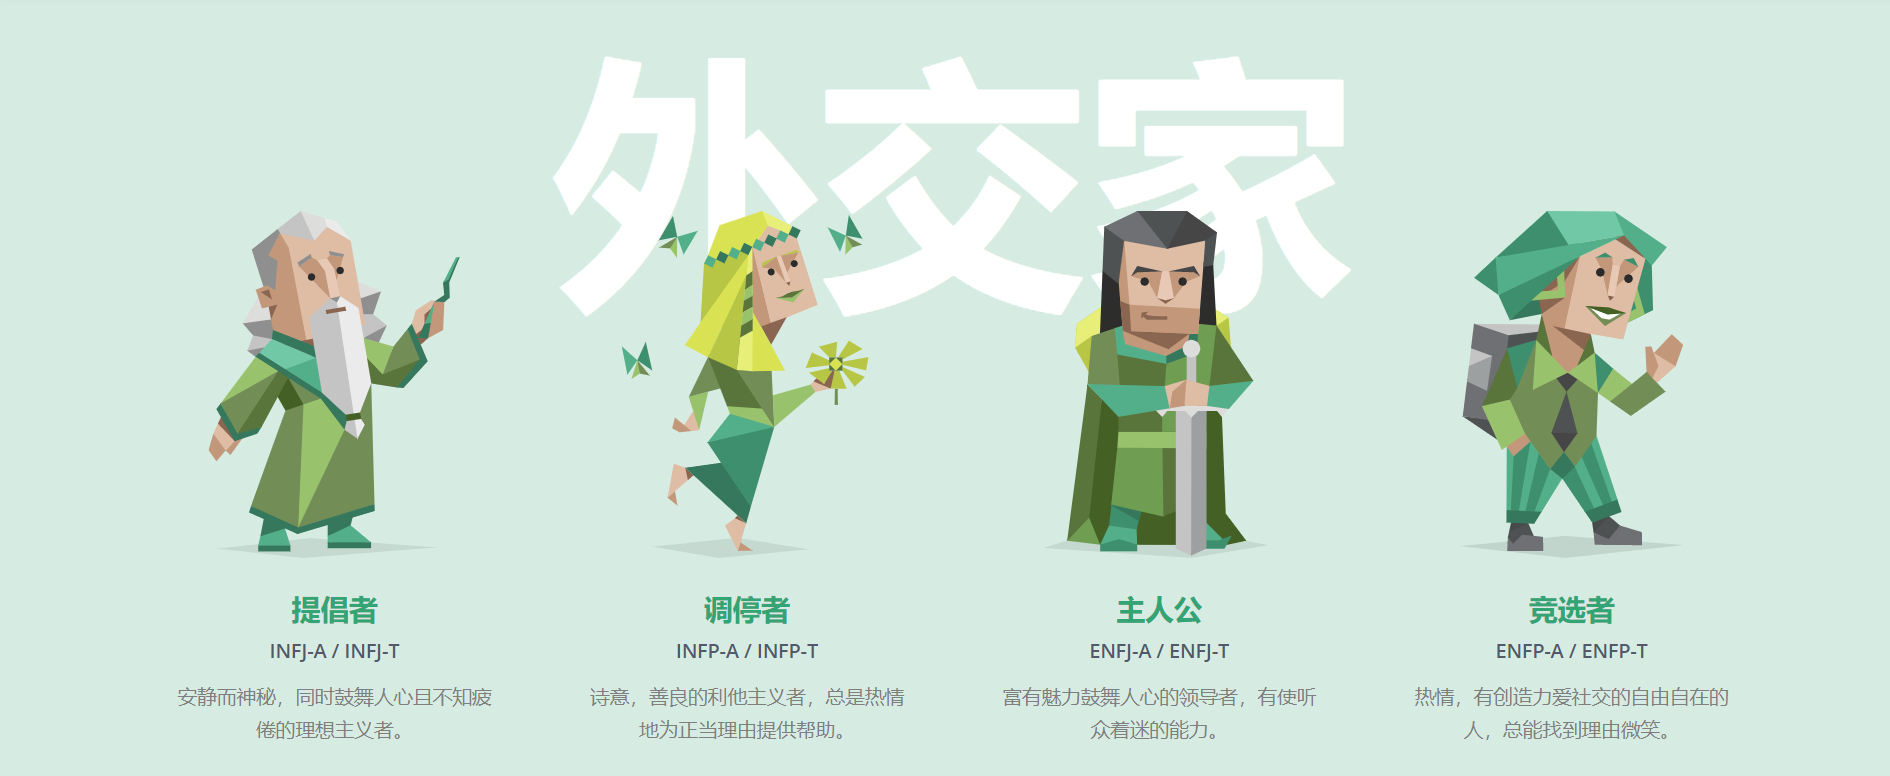 外交家
提倡者
INFJ-A / INFJ-T
安静而神秘，同时鼓舞人心且不知疲
倦的理想主义者。
调停者
INFP-A / INFP-T
诗意，善良的利他主义者，总是热情
地为正当理由提供帮助。
主人公
ENFJ-A / ENFJ-T
富有魅力鼓舞人心的领导者，有使听
众着迷的能力。
竞选者
ENFP-A / ENFP-T
热情，有创造力爱社交的自由自在的
人，总能找到理由微笑。